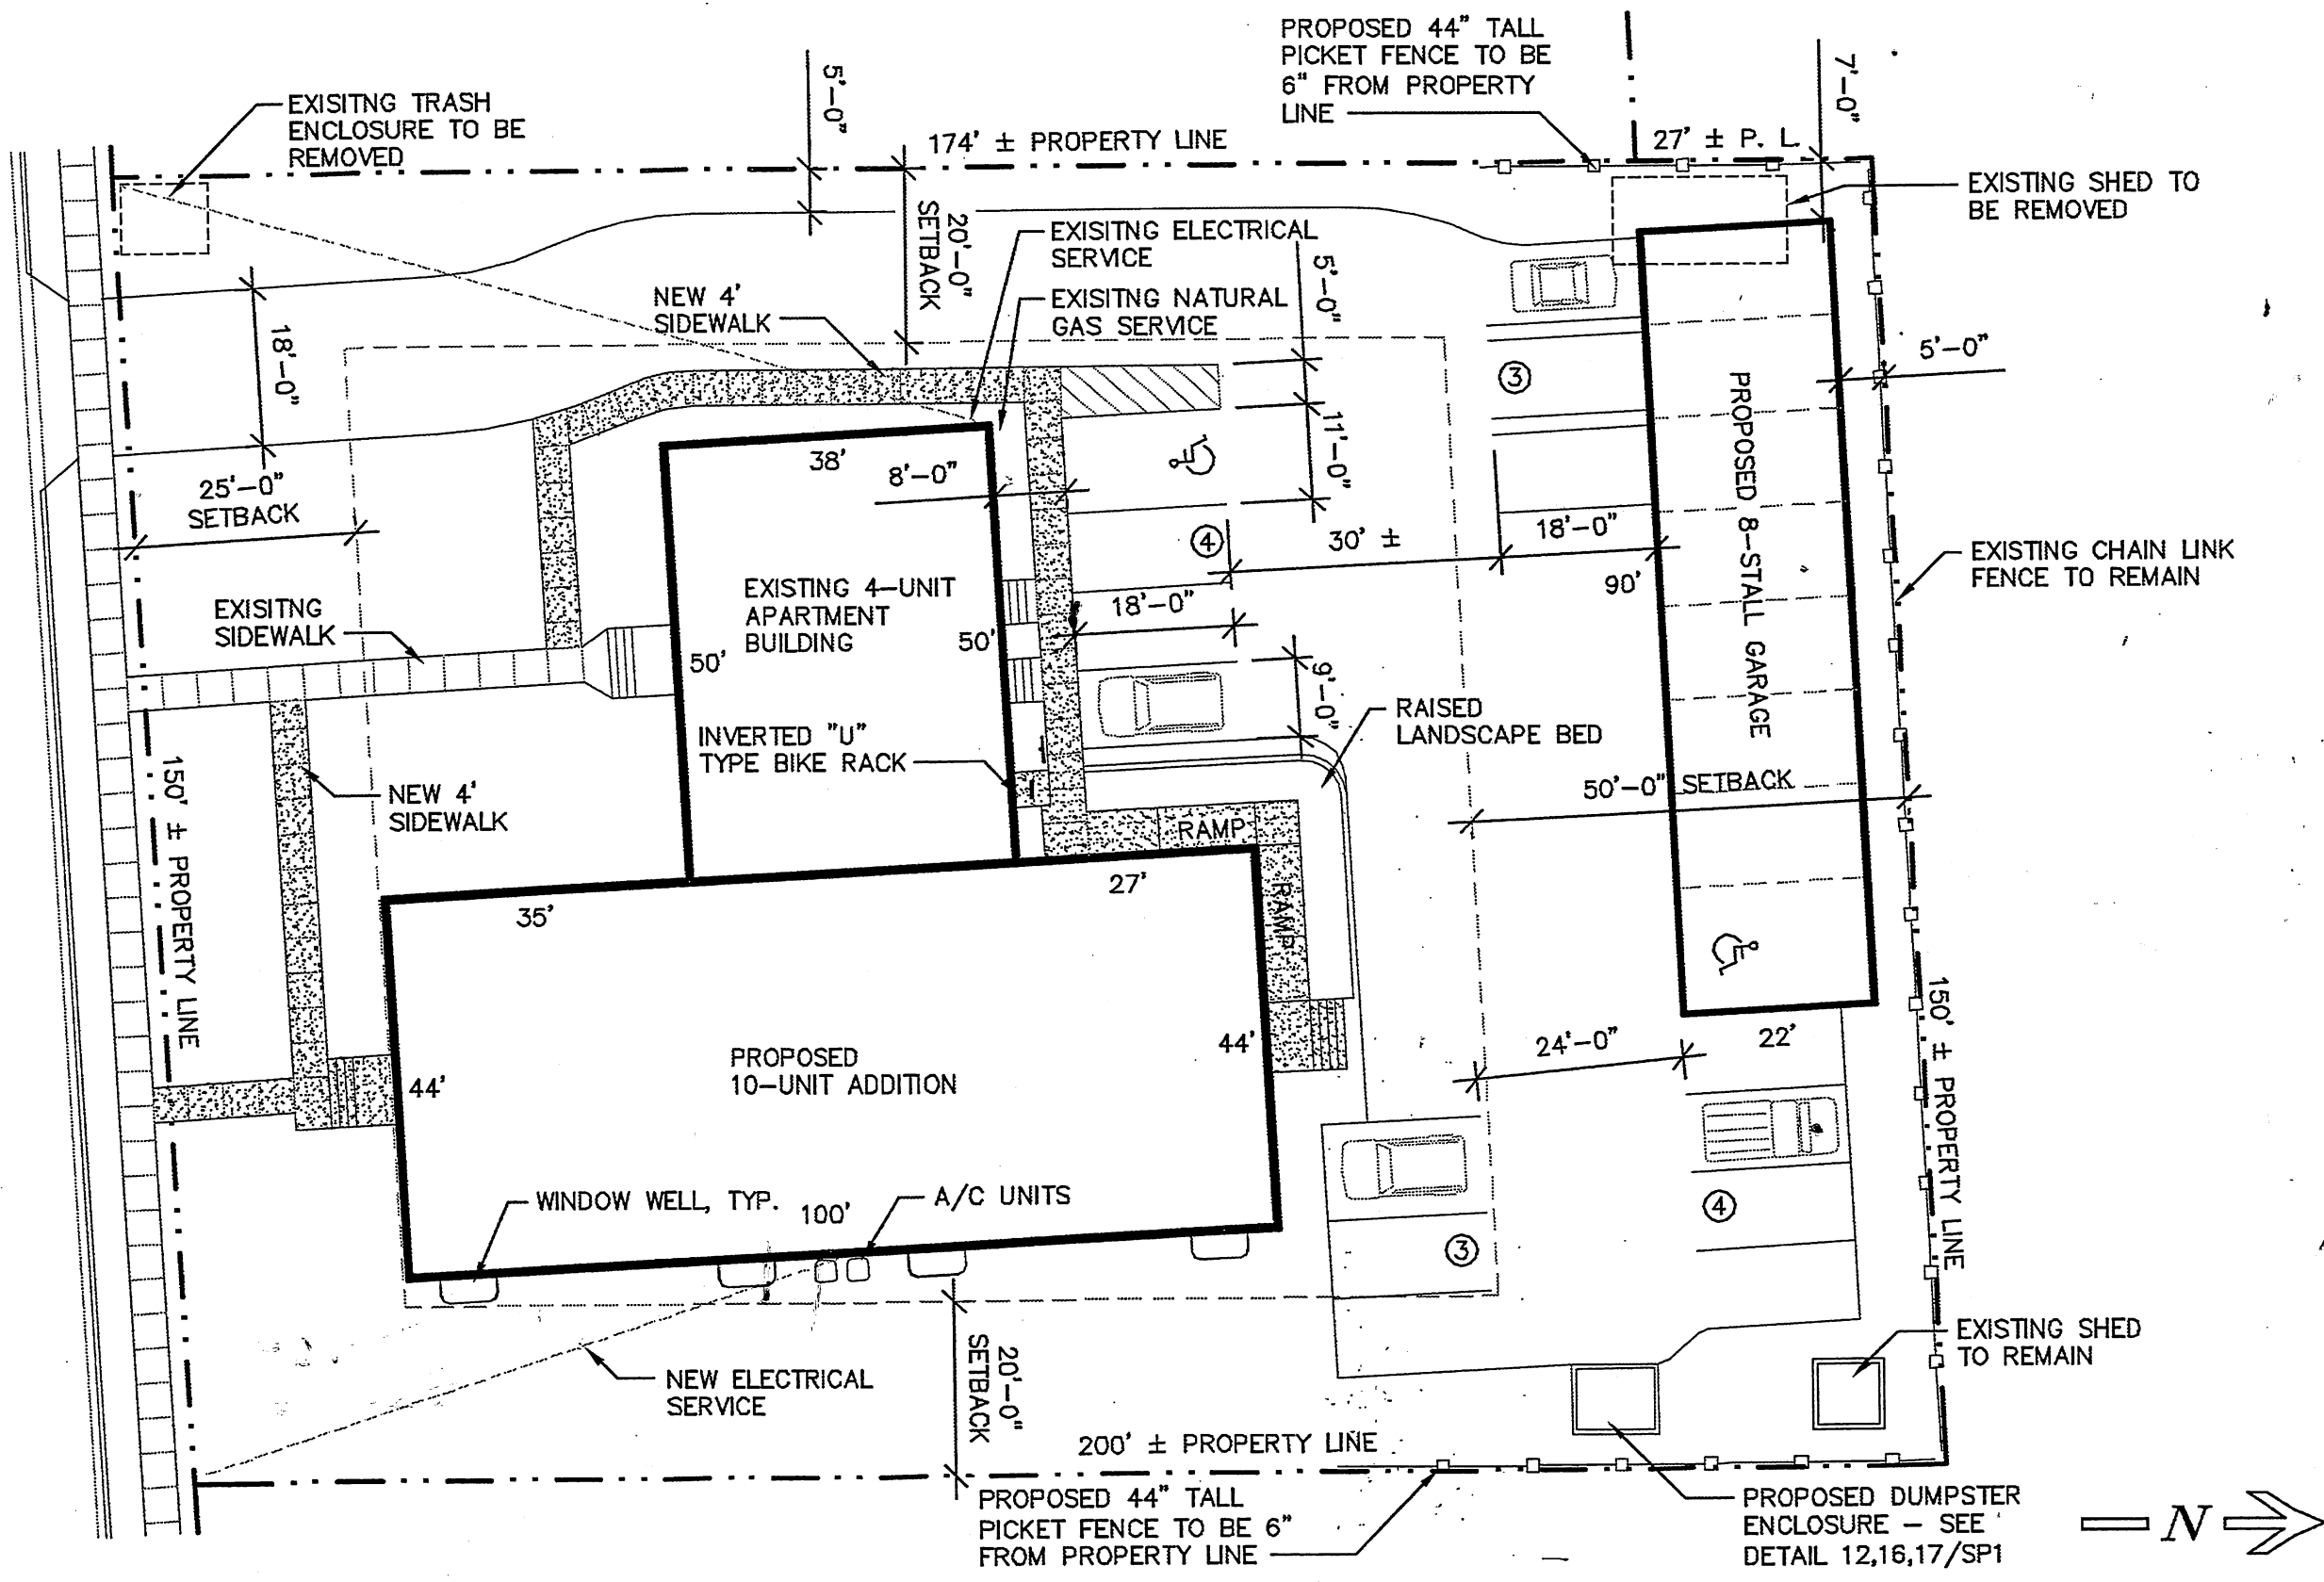 PROPOSED 44" TALL
PICKET FENCE TO BE
6" FROM PROPERTY
LINE
EXISITNG TRASH
ENCLOSURE TO BE
REMOVED
5'-0"
7'-0"
174' ± PROPERTY LINE
27' ± P. L.
EXISTING SHED TO
BE REMOVED
20'-0"
SETBACK
EXISITNG ELECTRICAL
SERVICE
5'-0"
NEW 4'
SIDEWALK
EXISITNG NATURAL
GAS SERVICE
18'-0"
5'-0"
3
PROPOSED 8-STALL GARAGE
11'-0"
38'
8'-0"
25'-0"
SETBACK
4
30' ±
18'-0"
90'
EXISTING CHAIN LINK
FENCE TO REMAIN
EXISITNG
SIDEWALK
EXISTING 4-UNIT
APARTMENT
BUILDING
18'-0"
50'
50'
9'-0"
RAISED
LANDSCAPE BED
INVERTED "U"
TYPE BIKE RACK
150' ± PROPERTY LINE
NEW 4'
SIDEWALK
50'-0" SETBACK
RAMP
RAMP
27'
35'
150' ± PROPERTY LINE
24'-0"
22'
44'
PROPOSED
10-UNIT ADDITION
44'
WINDOW WELL, TYP.
100'
A/C UNITS
4
3
EXISTING SHED
TO REMAIN
20'-0"
SETBACK
NEW ELECTRICAL
SERVICE
200' ± PROPERTY LINE
PROPOSED 44" TALL
PICKET FENCE TO BE 6"
FROM PROPERTY LINE
PROPOSED DUMPSTER
ENCLOSURE - SEE
DETAIL 12,16,17/SP1
N